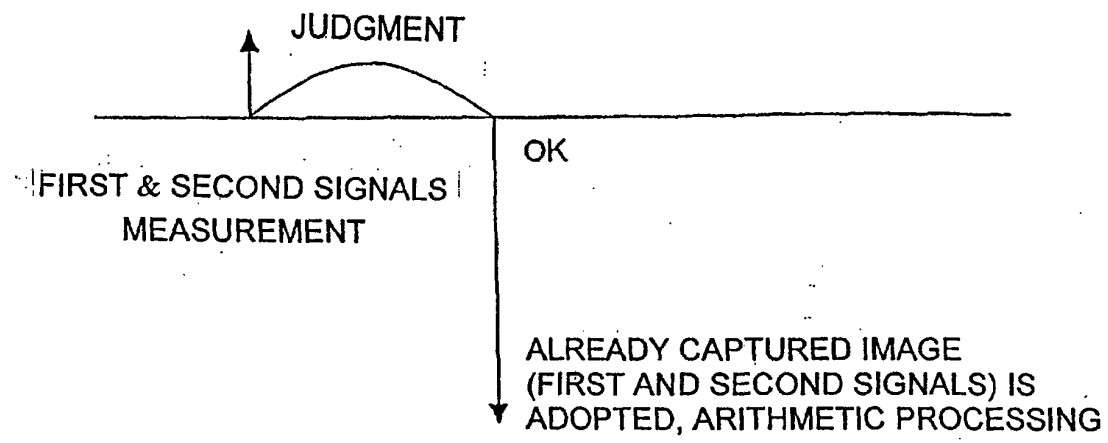 JUDGMENT
OK
FIRST & SECOND SIGNALS
MEASUREMENT
ALREADY CAPTURED IMAGE
(FIRST AND SECOND SIGNALS) IS
ADOPTED, ARITHMETIC PROCESSING